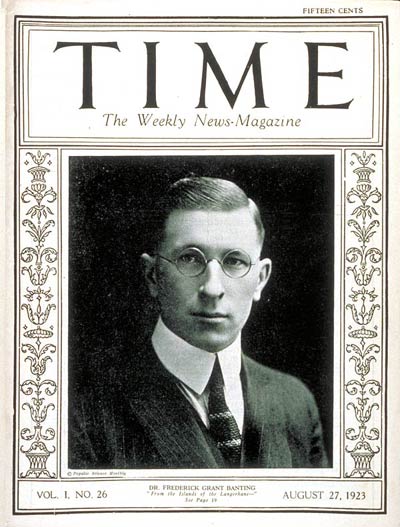 FIFTEEN CENTS
TIME
The Weekly News-Magazine
© Popular Science Monthly
DR. FREDERICK GRANT BANTING
"From the Islands of the Langerhans—"
See Page 19
VOL. 1, NO. 26
AUGUST 27, 1923